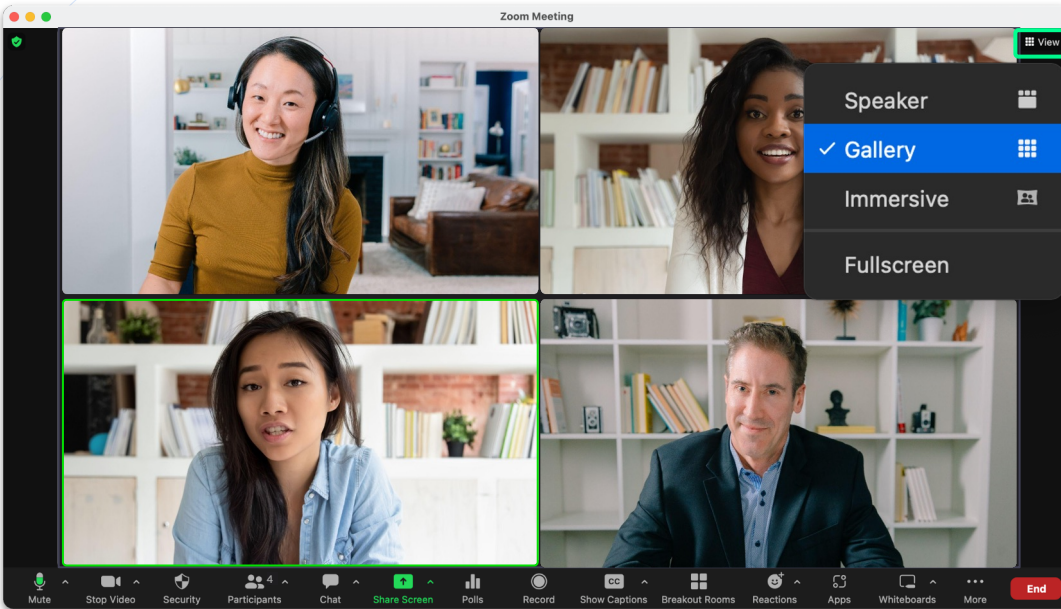 Zoom Meeting
View
Speaker
Gallery
Immersive
Fullscreen
4
CC
Mute
Stop Video
Security
Participants
Chat
Share Screen
Polls
Record
Show Captions
Breakout Rooms
Reactions
Apps
Whiteboards
More
End